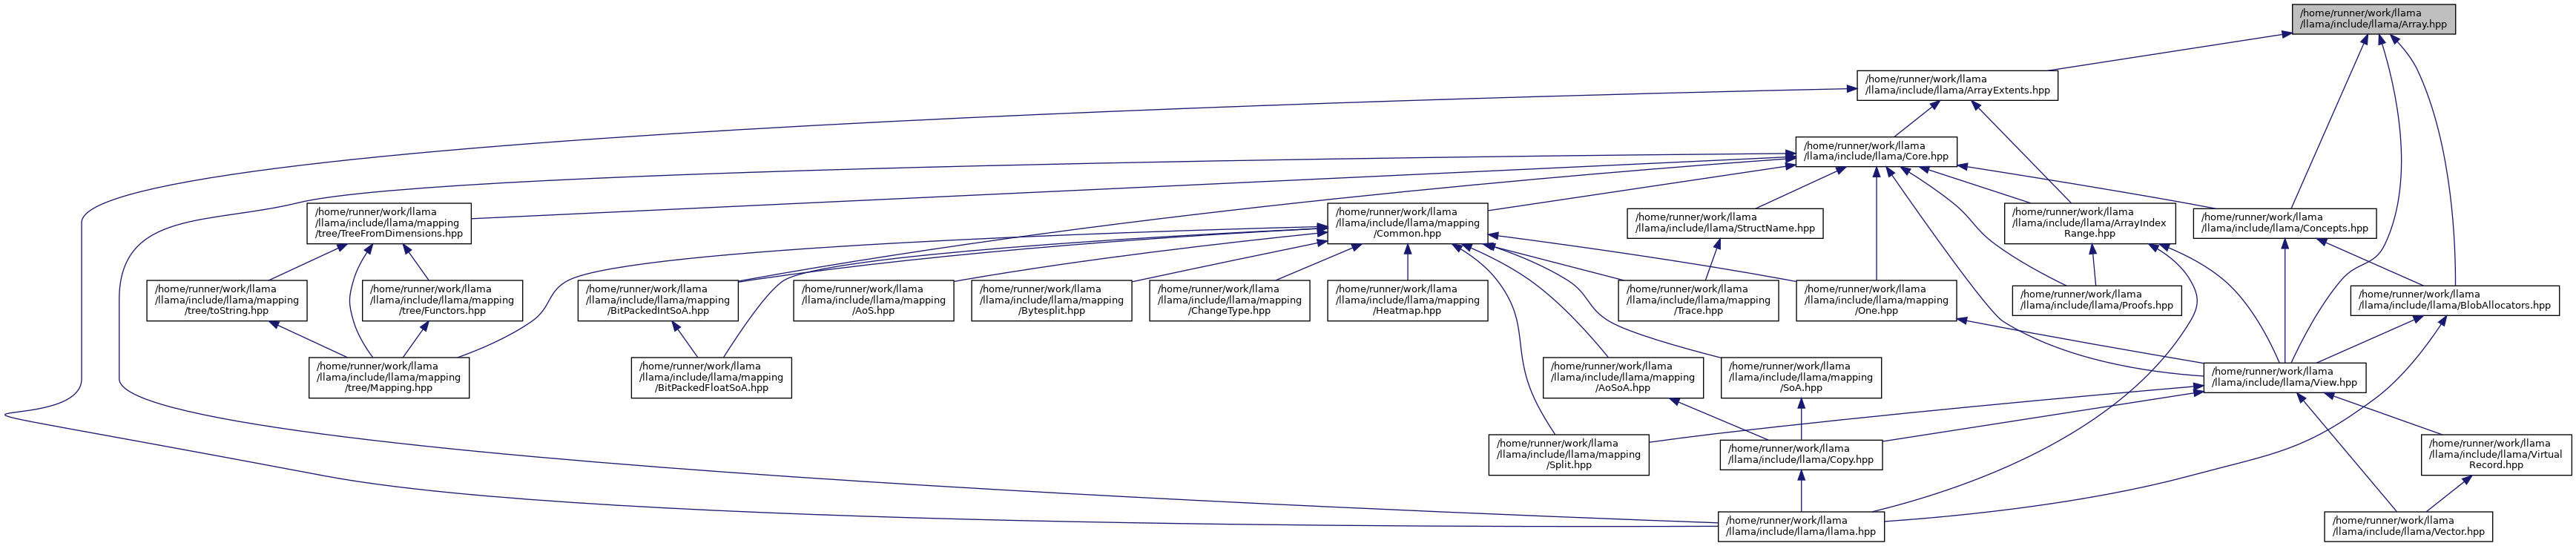 /home/runner/work/llama
/llama/include/llama/Array.hpp
/home/runner/work/llama
/llama/include/llama/ArrayExtents.hpp
/home/runner/work/llama
/llama/include/llama/Core.hpp
/home/runner/work/llama
/llama/include/llama/mapping
/tree/TreeFromDimensions.hpp
/home/runner/work/llama
/llama/include/llama/mapping
/Common.hpp
/home/runner/work/llama
/llama/include/llama/StructName.hpp
/home/runner/work/llama
/llama/include/llama/ArrayIndex
Range.hpp
/home/runner/work/llama
/llama/include/llama/Concepts.hpp
/home/runner/work/llama
/llama/include/llama/mapping
/tree/toString.hpp
/home/runner/work/llama
/llama/include/llama/mapping
/tree/Functors.hpp
/home/runner/work/llama
/llama/include/llama/mapping
/BitPackedIntSoA.hpp
/home/runner/work/llama
/llama/include/llama/mapping
/AoS.hpp
/home/runner/work/llama
/llama/include/llama/mapping
/Bytesplit.hpp
/home/runner/work/llama
/llama/include/llama/mapping
/ChangeType.hpp
/home/runner/work/llama
/llama/include/llama/mapping
/Heatmap.hpp
/home/runner/work/llama
/llama/include/llama/mapping
/Trace.hpp
/home/runner/work/llama
/llama/include/llama/mapping
/One.hpp
/home/runner/work/llama
/llama/include/llama/Proofs.hpp
/home/runner/work/llama
/llama/include/llama/BlobAllocators.hpp
/home/runner/work/llama
/llama/include/llama/mapping
/tree/Mapping.hpp
/home/runner/work/llama
/llama/include/llama/mapping
/BitPackedFloatSoA.hpp
/home/runner/work/llama
/llama/include/llama/mapping
/AoSoA.hpp
/home/runner/work/llama
/llama/include/llama/mapping
/SoA.hpp
/home/runner/work/llama
/llama/include/llama/View.hpp
/home/runner/work/llama
/llama/include/llama/mapping
/Split.hpp
/home/runner/work/llama
/llama/include/llama/Copy.hpp
/home/runner/work/llama
/llama/include/llama/Virtual
Record.hpp
/home/runner/work/llama
/llama/include/llama/llama.hpp
/home/runner/work/llama
/llama/include/llama/Vector.hpp